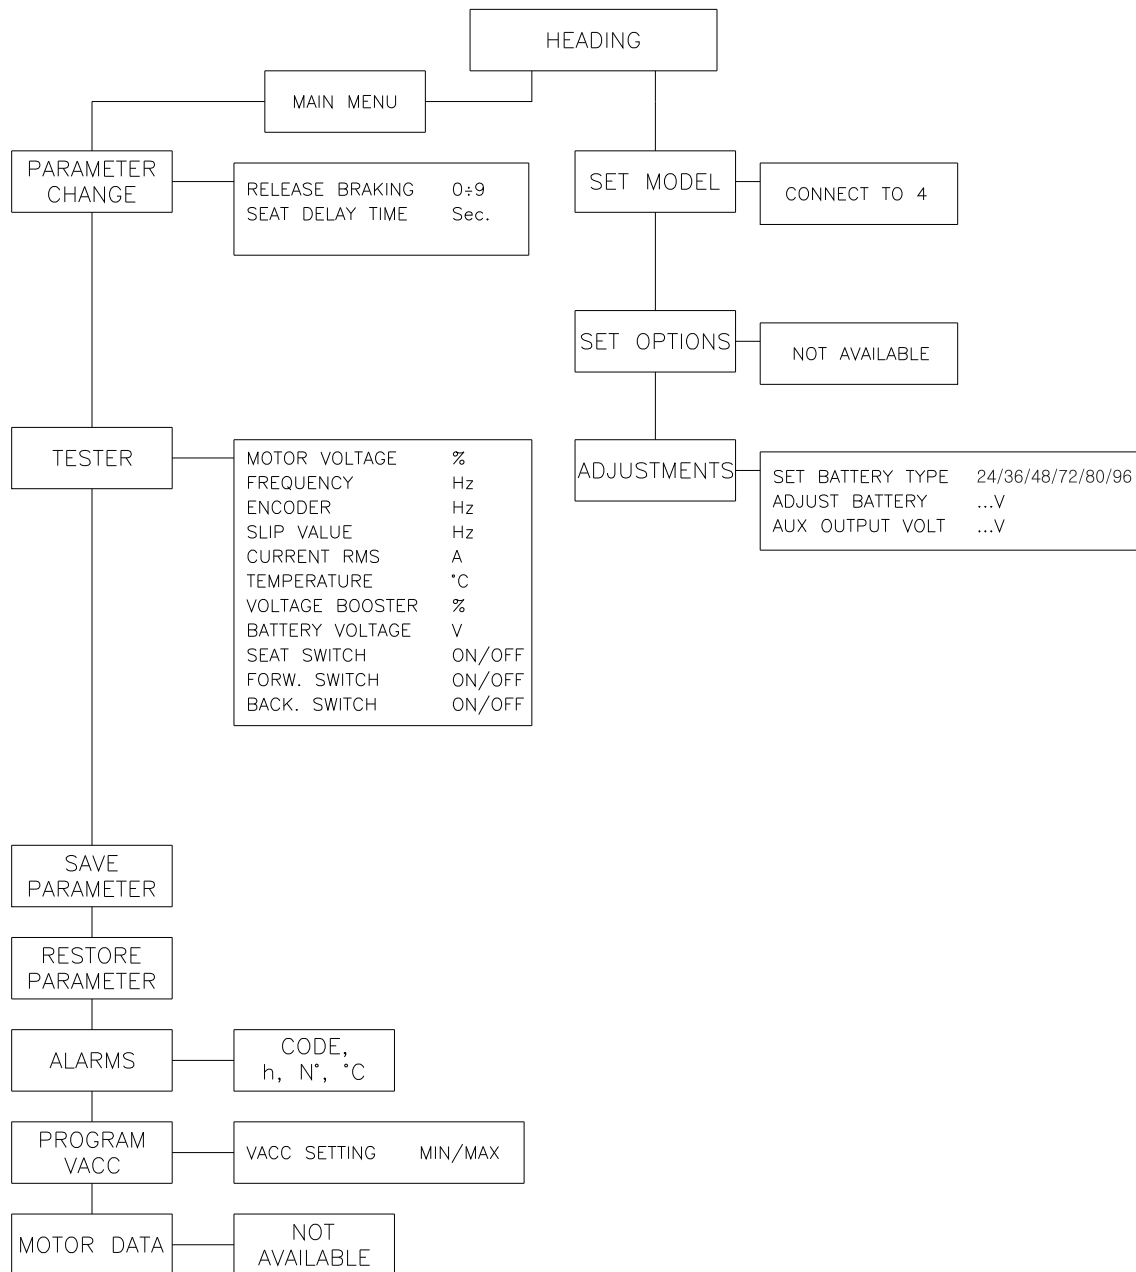 HEADING
MAIN MENU
PARAMETER
CHANGE
RELEASE BRAKING 0÷9
SEAT DELAY TIME Sec.
SET MODEL
CONNECT TO 4
SET OPTIONS
NOT AVAILABLE
TESTER
MOTOR VOLTAGE %
FREQUENCY Hz
ENCODER Hz
SLIP VALUE Hz
CURRENT RMS A
TEMPERATURE °C
VOLTAGE BOOSTER %
BATTERY VOLTAGE V
SEAT SWITCH ON/OFF
FORW. SWITCH ON/OFF
BACK. SWITCH ON/OFF
ADJUSTMENTS
SET BATTERY TYPE 24/36/48/72/80/96
ADJUST BATTERY ...V
AUX OUTPUT VOLT ...V
SAVE
PARAMETER
RESTORE
PARAMETER
ALARMS
CODE,
h, N°, °C
PROGRAM
VACC
VACC SETTING MIN/MAX
MOTOR DATA
NOT
AVAILABLE